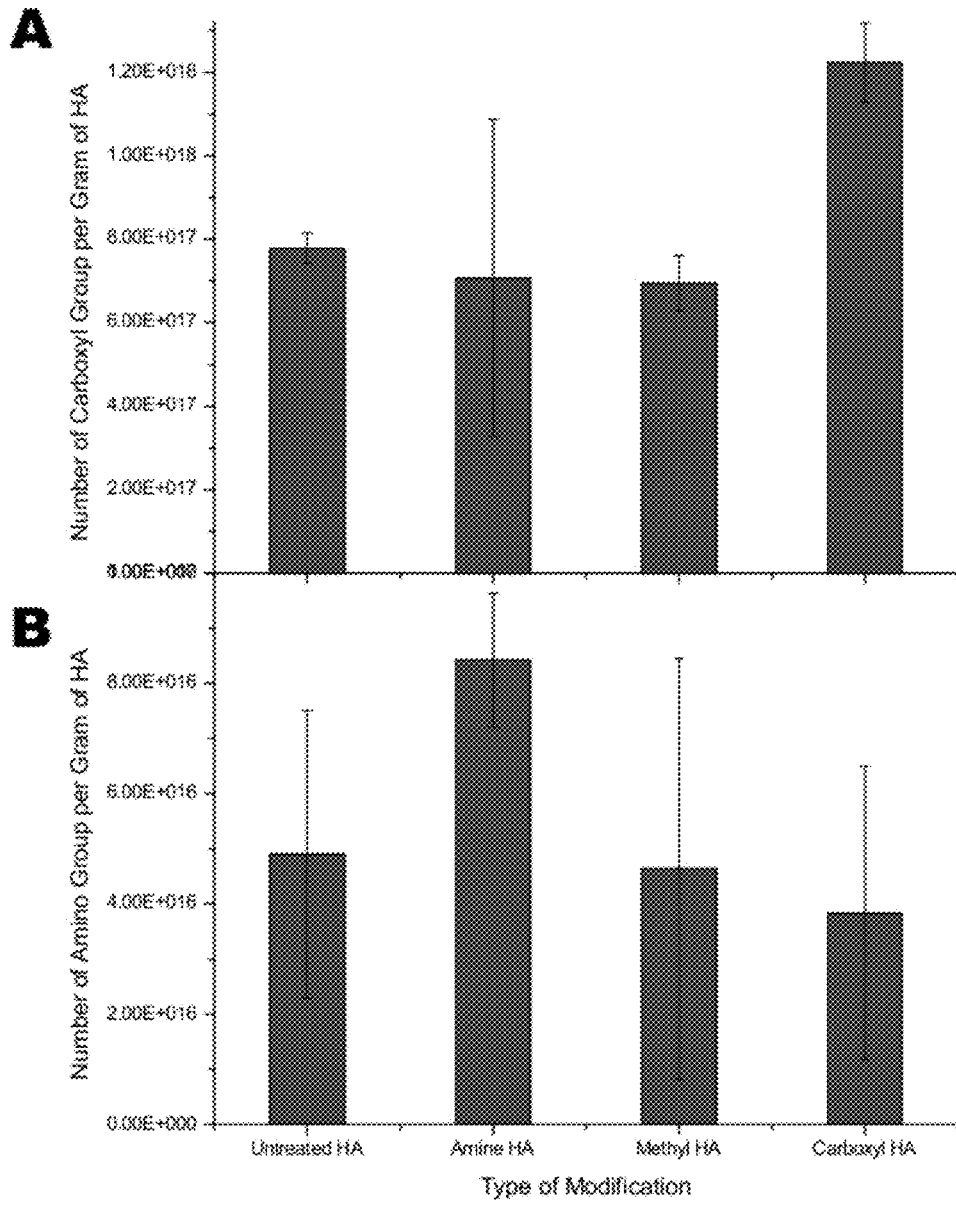 A
Number of Carboxyl Group per Gram of HA
1.20E+018
1.00E+018
8.00E+017
6.00E+017
4.00E+017
2.00E+017
B
Number of Amino Group per Gram of HA
8.00E+016
6.00E+016
4.00E+016
2.00E+016
0.00E+000
Untreated HA
Amine HA
Methyl HA
Carboxyl HA
Type of Modification